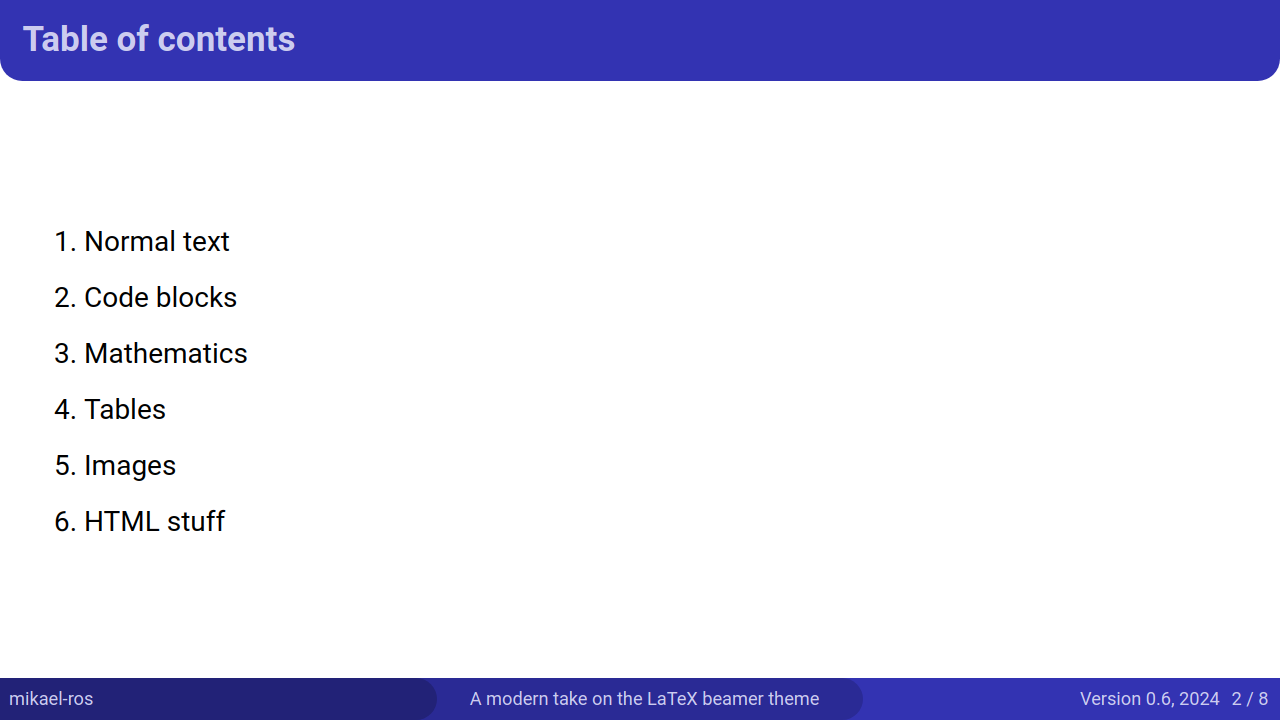 Table of contents
1. Normal text
2. Code blocks
3. Mathematics
4. Tables
5. Images
6. HTML stuff
mikael-ros A modern take on the LaTeX beamer theme Version 0.6, 2024 2 / 8